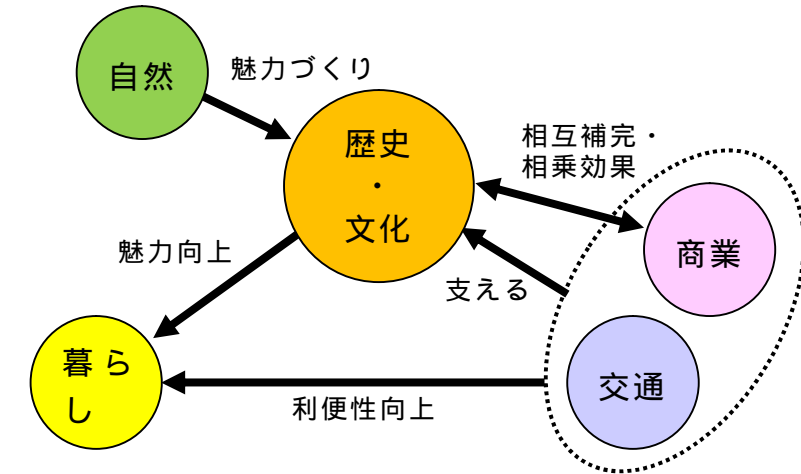 自然
魅力づくり
歴史
・
文化
相互補完・
相乗効果
商業
魅力向上
支える
暮ら
し
交通
利便性向上